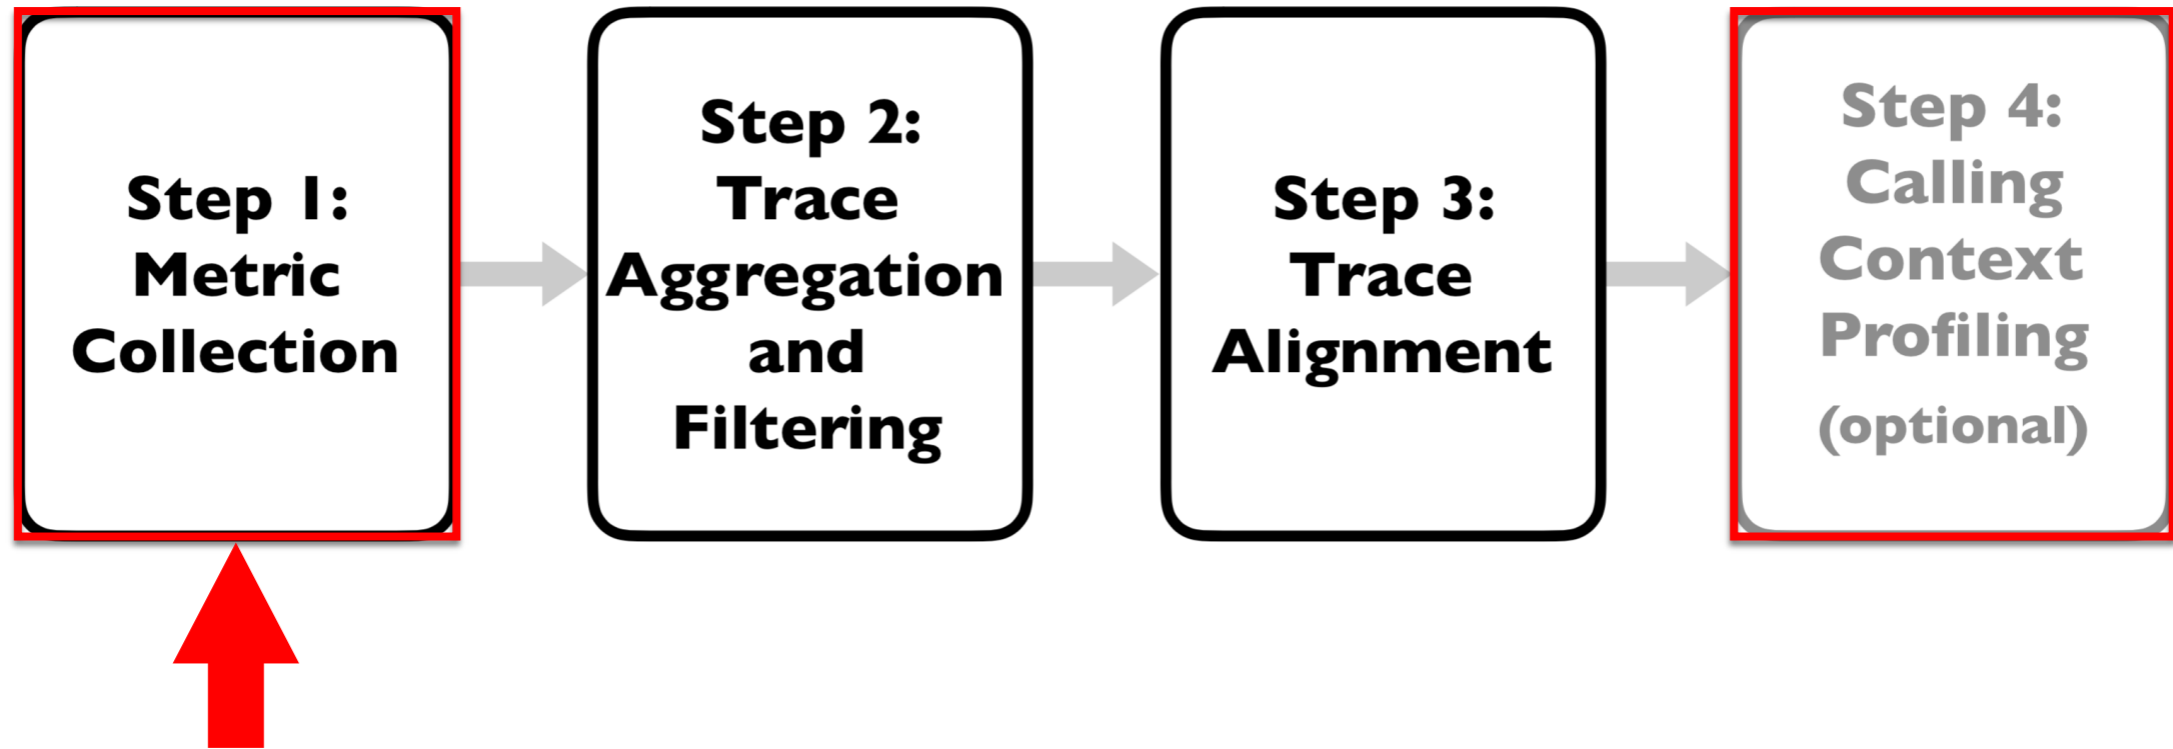 Step 1:
Metric
Collection
Step 2:
Trace
Aggregation
and
Filtering
Step 3:
Trace
Alignment
Step 4:
Calling
Context
Profiling
(optional)